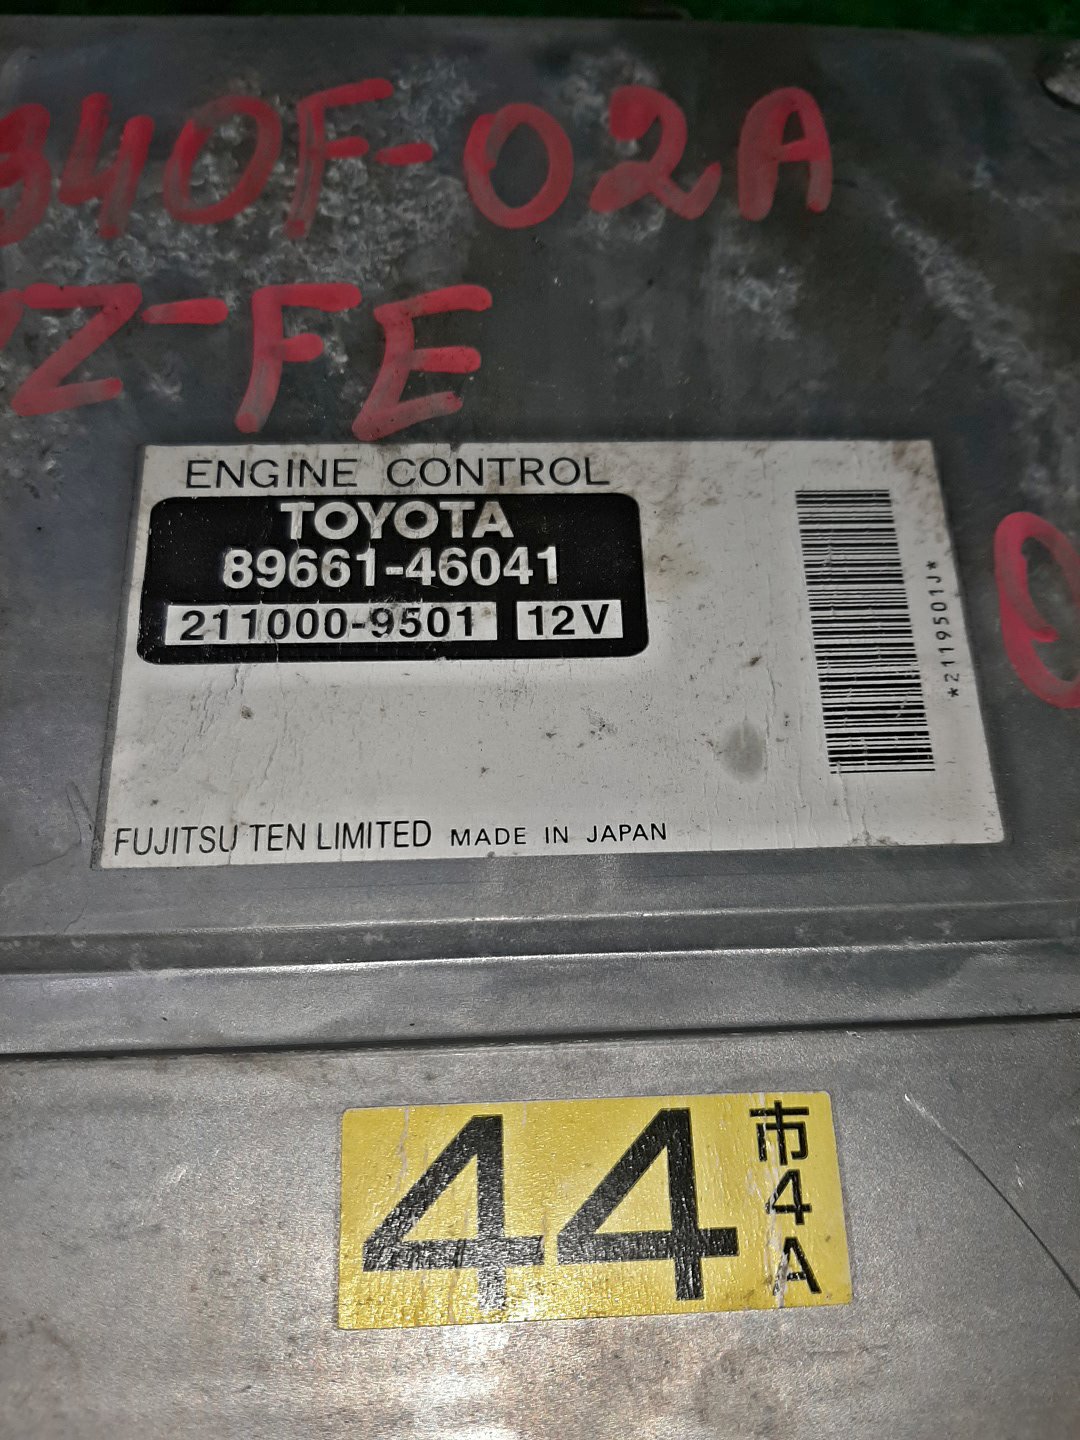 340F-02A
Z-FE
ENGINE CONTROL
TOYOTA
89661-46041
211000-9501 12V
*2119501J*
FUJITSU TEN LIMITED MADE IN JAPAN
44
市4A